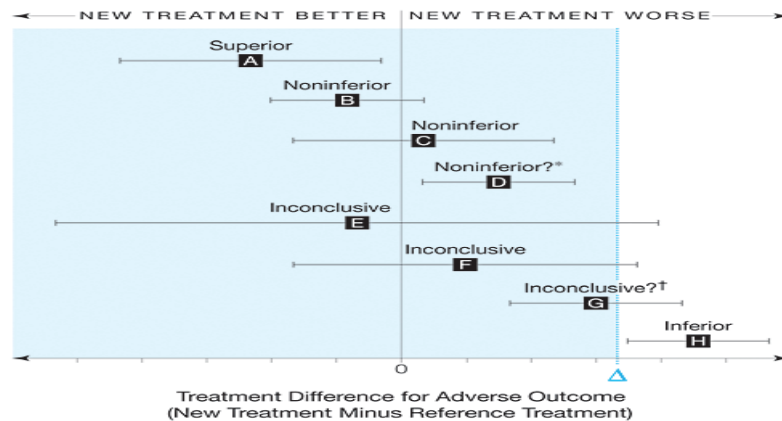 NEW TREATMENT BETTER NEW TREATMENT WORSE
Superior
A
Noninferior
B
Noninferior
C
Noninferior?*
D
Inconclusive
E
Inconclusive
F
Inconclusive?†
G
Inferior
H
O
Δ
Treatment Difference for Adverse Outcome
(New Treatment Minus Reference Treatment)